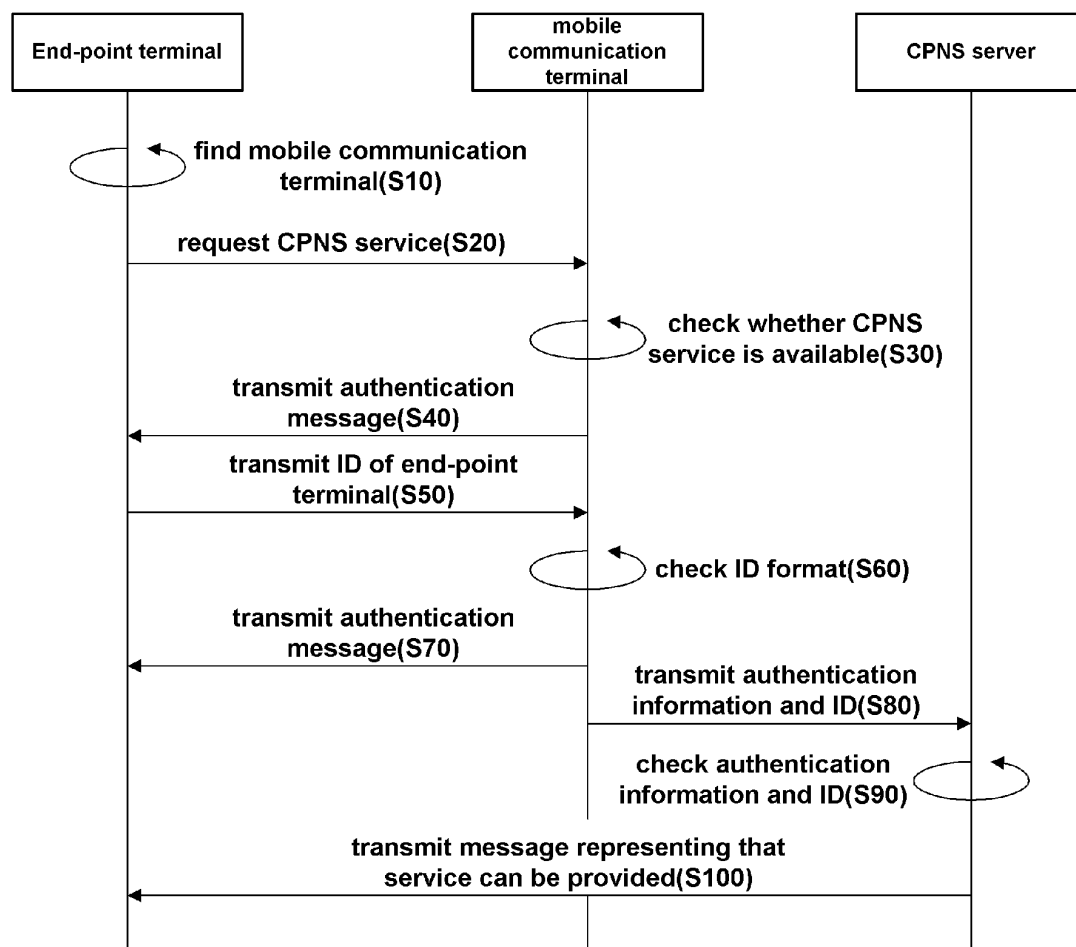 End-point terminal
mobile
communication
terminal
CPNS server
find mobile communication
terminal(S10)
request CPNS service(S20)
check whether CPNS
service is available(S30)
transmit authentication
message(S40)
transmit ID of end-point
terminal(S50)
check ID format(S60)
transmit authentication
message(S70)
transmit authentication
information and ID(S80)
check authentication
information and ID(S90)
transmit message representing that
service can be provided(S100)